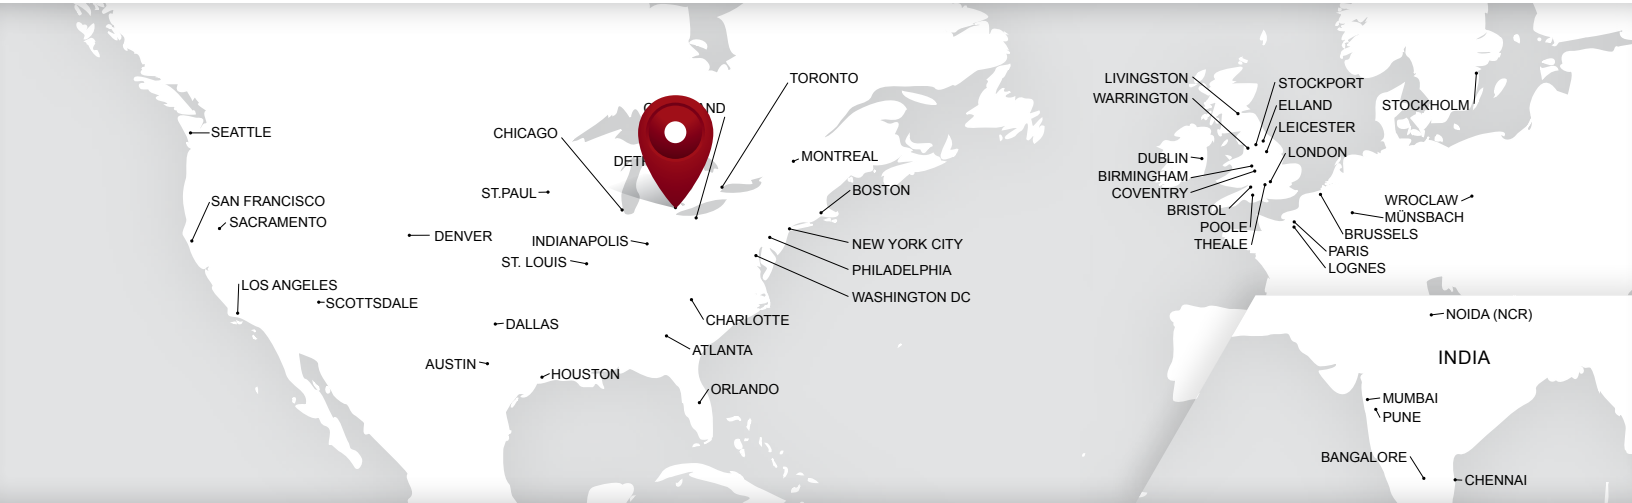 TORONTO
CHICAGO
SEATTLE
MONTREAL
ST.PAUL
BOSTON
SAN FRANCISCO
SACRAMENTO
DENVER
INDIANAPOLIS
ST. LOUIS
NEW YORK CITY
PHILADELPHIA
WASHINGTON DC
LOS ANGELES
SCOTTSDALE
DALLAS
CHARLOTTE
ATLANTA
AUSTIN
HOUSTON
ORLANDO
LIVINGSTON
WARRINGTON
STOCKPORT
ELLAND
LEICESTER
LONDON
STOCKHOLM
DUBLIN
BIRMINGHAM
COVENTRY
BRISTOL
POOLE
THEALE
WROCLAW
MÜNSBACH
BRUSSELS
PARIS
LOGNES
NOIDA (NCR)
INDIA
MUMBAI
PUNE
BANGALORE
CHENNAI